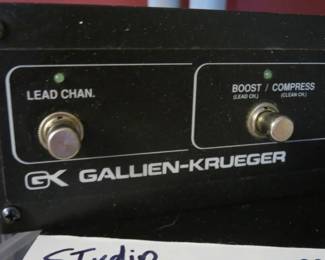 LEAD CHAN.
BOOST / COMPRESS
(LEAD CH.) (CLEAN CH.)
GK GALLIEN-KRUEGER
STudio